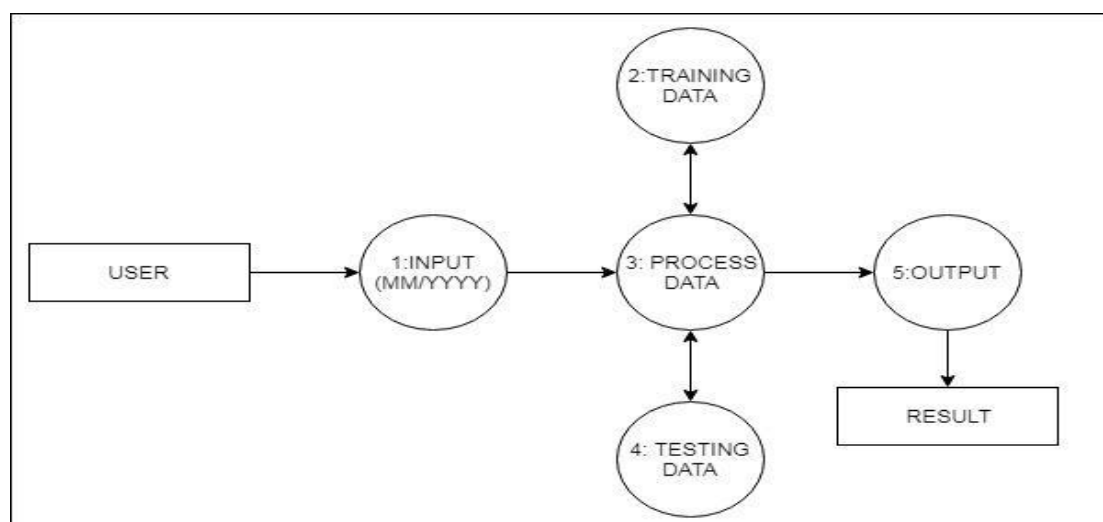 2:TRAINING
DATA
USER
1:INPUT
(MM/YYYY)
3: PROCESS
DATA
5:OUTPUT
RESULT
4: TESTING
DATA